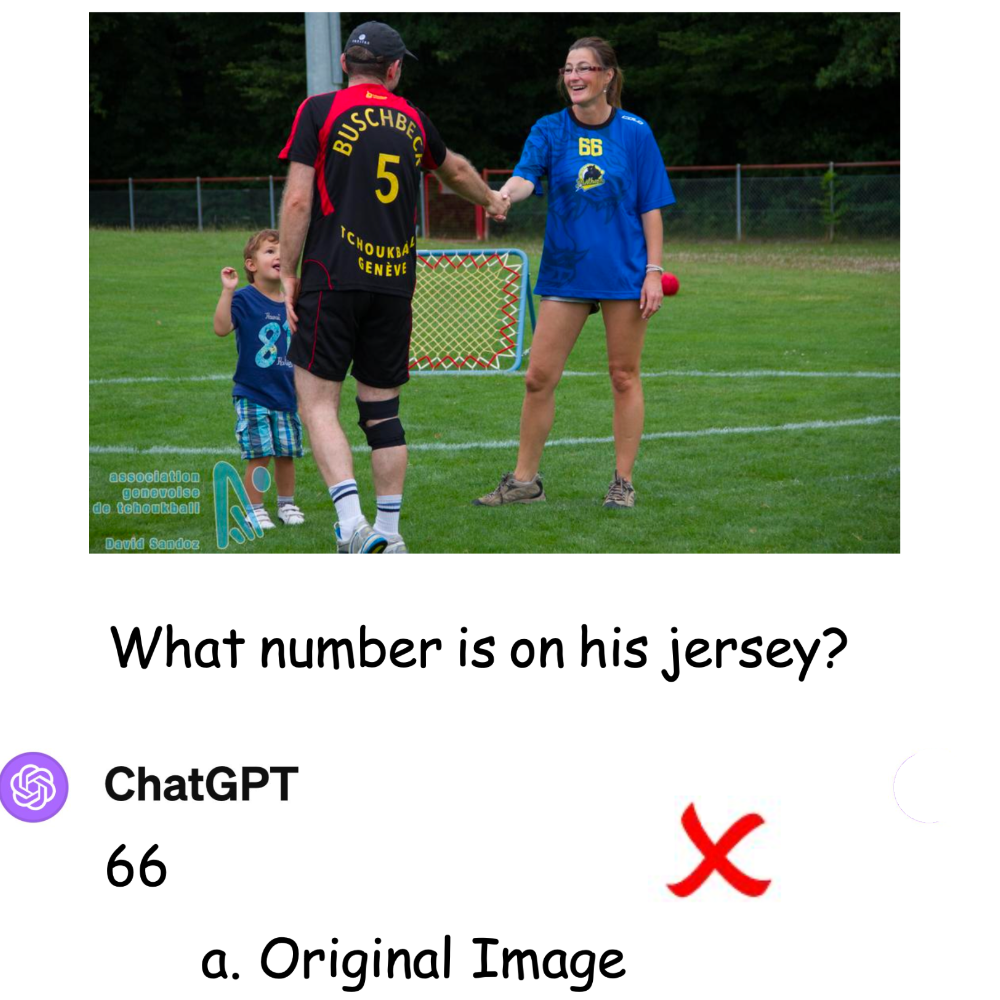 BUSCHBECK
5
TCHOUKBALL
GENÈVE
66
81
association
genevoise
de tchoukball
David Sandoz
What number is on his jersey?
ChatGPT
66
a. Original Image